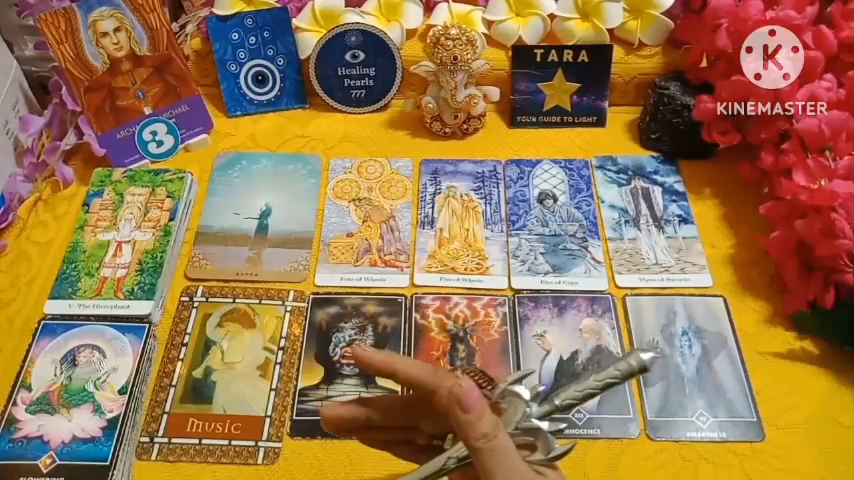 ARCHANGEL MICHAEL
3
Healing
Pearls
777
TARA
YOUR GUIDE TO LIGHT
K
KINEMASTER
V • The Hierophant
Four of Wheels
Five of Wheels
Five of Cups
MUSIC
INNOCENCE
AWARENESS
FLOWERING